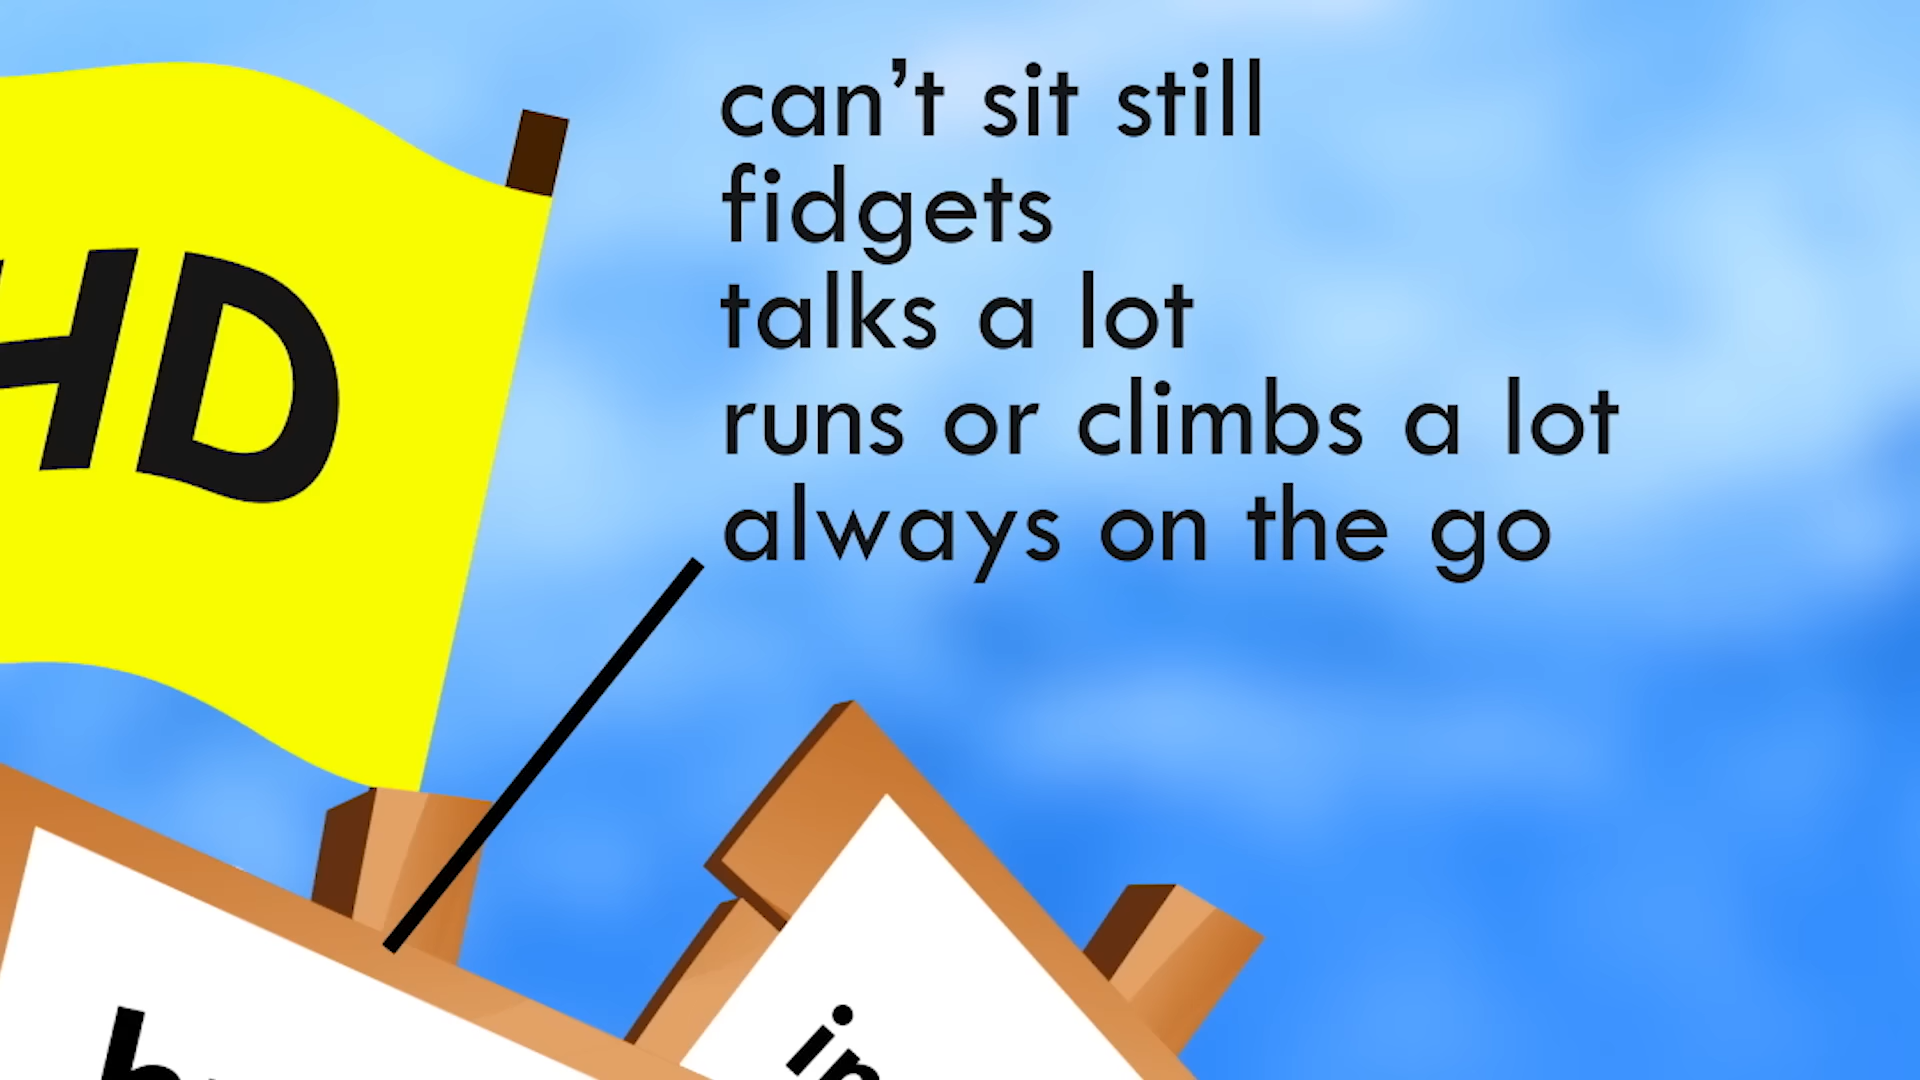 can’t sit still
fidgets
talks a lot
runs or climbs a lot
always on the go
HD